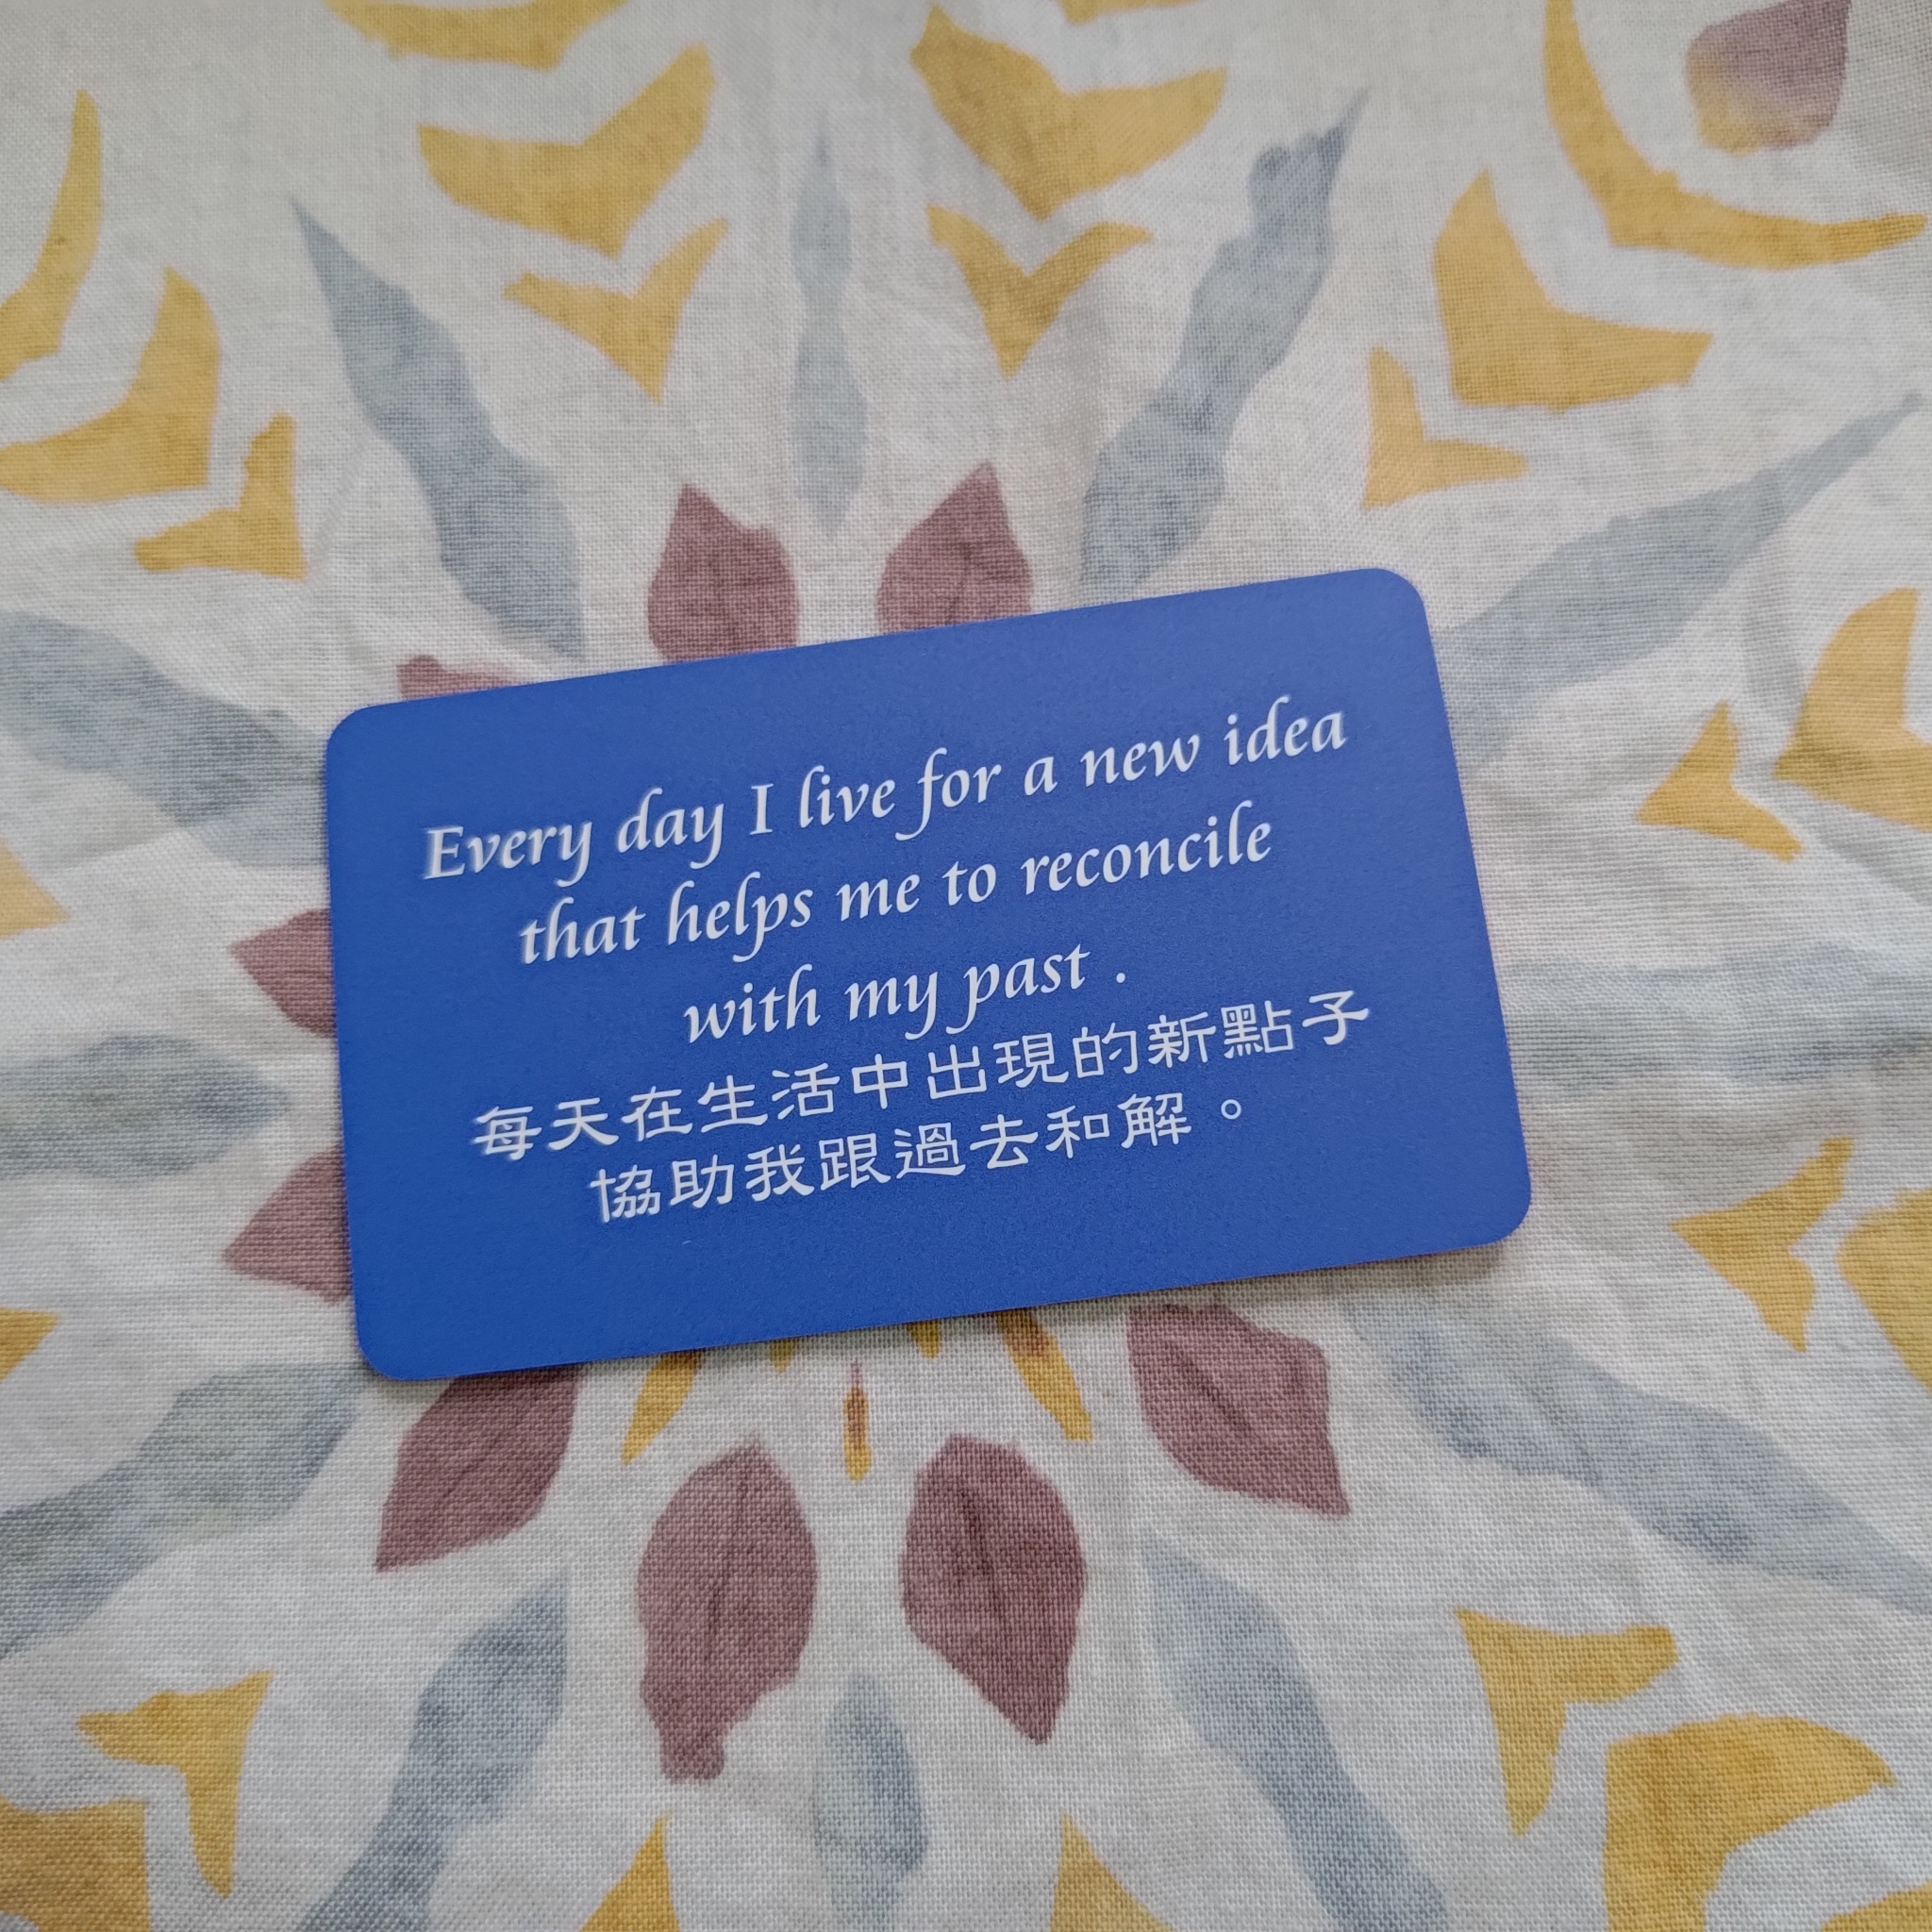 Every day I live for a new idea
that helps me to reconcile
with my past .
每天在生活中出現的新點子
協助我跟過去和解。